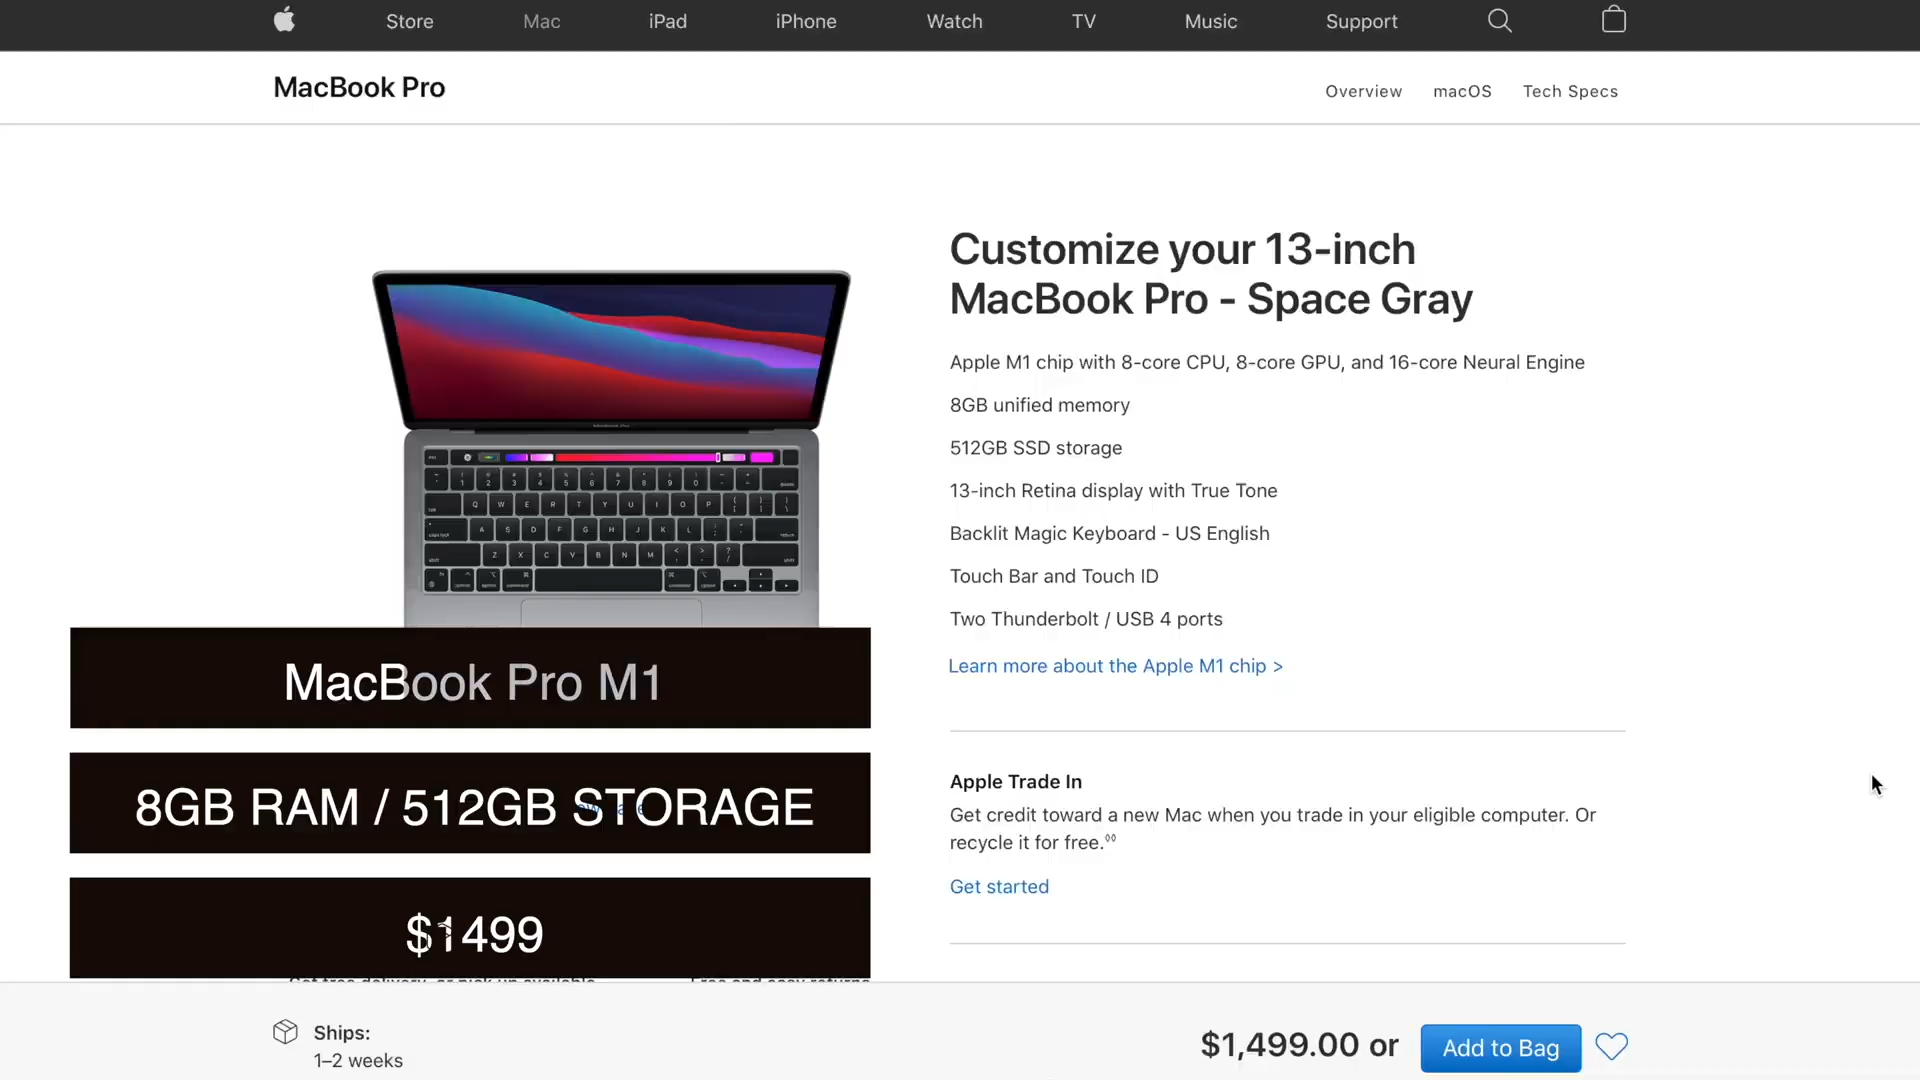 Store Mac iPad iPhone Watch TV Music Support
MacBook Pro
Overview macOS Tech Specs
Customize your 13-inch
MacBook Pro - Space Gray
Apple M1 chip with 8-core CPU, 8-core GPU, and 16-core Neural Engine
8GB unified memory
512GB SSD storage
13-inch Retina display with True Tone
Backlit Magic Keyboard - US English
Touch Bar and Touch ID
Two Thunderbolt / USB 4 ports
Learn more about the Apple M1 chip >
MacBook Pro M1
8GB RAM / 512GB STORAGE
$1499
Apple Trade In
Get credit toward a new Mac when you trade in your eligible computer. Or
recycle it for free.◊◊
Get started
Ships:
1–2 weeks
$1,499.00 or
Add to Bag